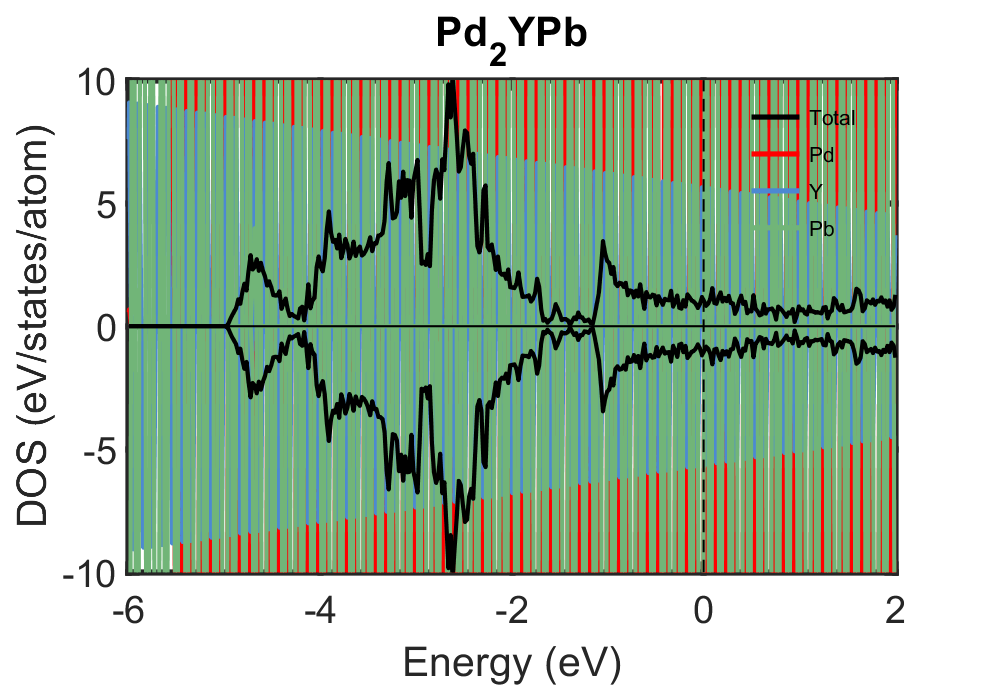 Pd₂YPb
DOS (eV/states/atom)
10
5
0
-5
-10
Total
Pd
Y
Pb
-6
-4
-2
0
2
Energy (eV)